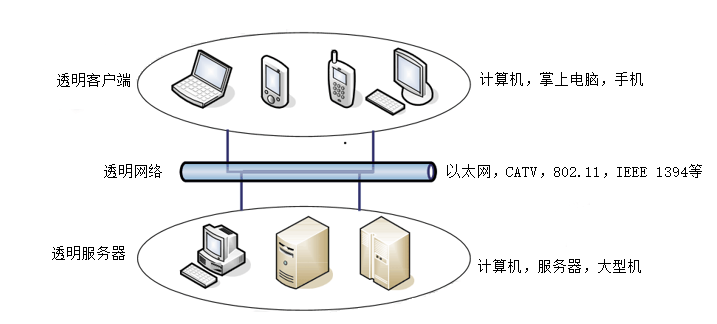 透明客户端
计算机，掌上电脑，手机
透明网络
以太网，CATV，802.11，IEEE 1394等
透明服务器
计算机，服务器，大型机